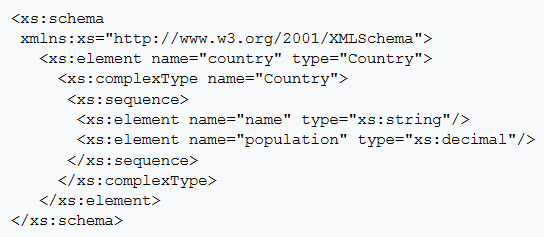 <xs:schema
xmlns:xs="http://www.w3.org/2001/XMLSchema">
<xs:element name="country" type="Country">
<xs:complexType name="Country">
<xs:sequence>
<xs:element name="name" type="xs:string"/>
<xs:element name="population" type="xs:decimal"/>
</xs:sequence>
</xs:complexType>
</xs:element>
</xs:schema>